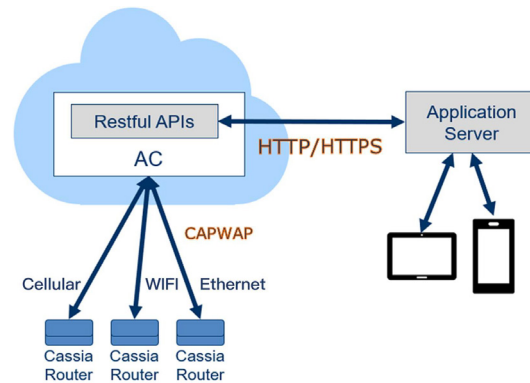 Restful APIs
AC
HTTP/HTTPS
Application
Server
CAPWAP
Cellular
WIFI
Ethernet
Cassia
Router
Cassia
Router
Cassia
Router